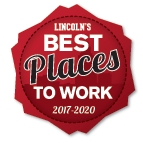 LINCOLN'S
BEST
Places
TO WORK
2017-2020